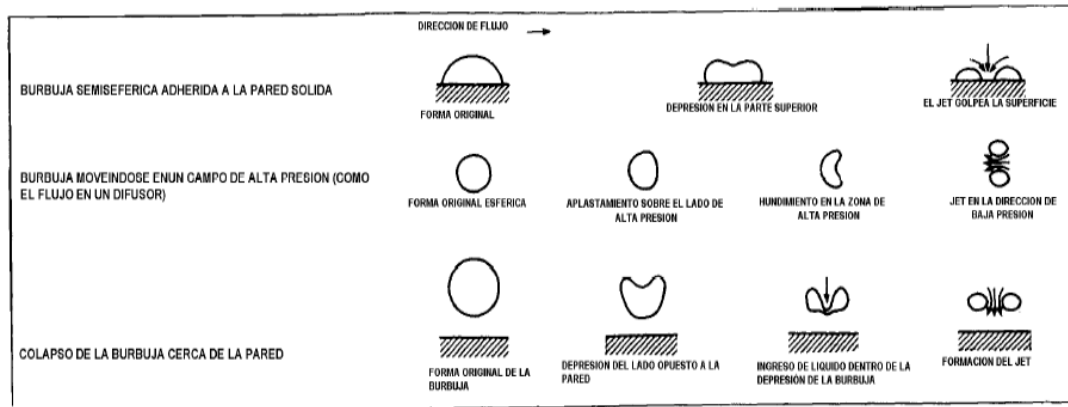 DIRECCION DE FLUJO
BURBUJA SEMISEFERICA ADHERIDA A LA PARED SOLIDA
FORMA ORIGINAL
DEPRESION EN LA PARTE SUPERIOR
EL JET GOLPEA LA SUPERFICIE
BURBUJA MOVEINDOSE ENUN CAMPO DE ALTA PRESION (COMO
EL FLUJO EN UN DIFUSOR)
FORMA ORIGINAL ESFERICA
APLASTAMIENTO SOBRE EL LADO DE
ALTA PRESION
HUNDIMIENTO EN LA ZONA DE
ALTA PRESION
JET EN LA DIRECCION DE
BAJA PRESION
COLAPSO DE LA BURBUJA CERCA DE LA PARED
FORMA ORIGINAL DE LA
BURBUJA
DEPRESION DEL LADO OPUESTO A LA
PARED
INGRESO DE LIQUIDO DENTRO DE LA
DEPRESIÓN DE LA BURBUJA
FORMACION DEL JET